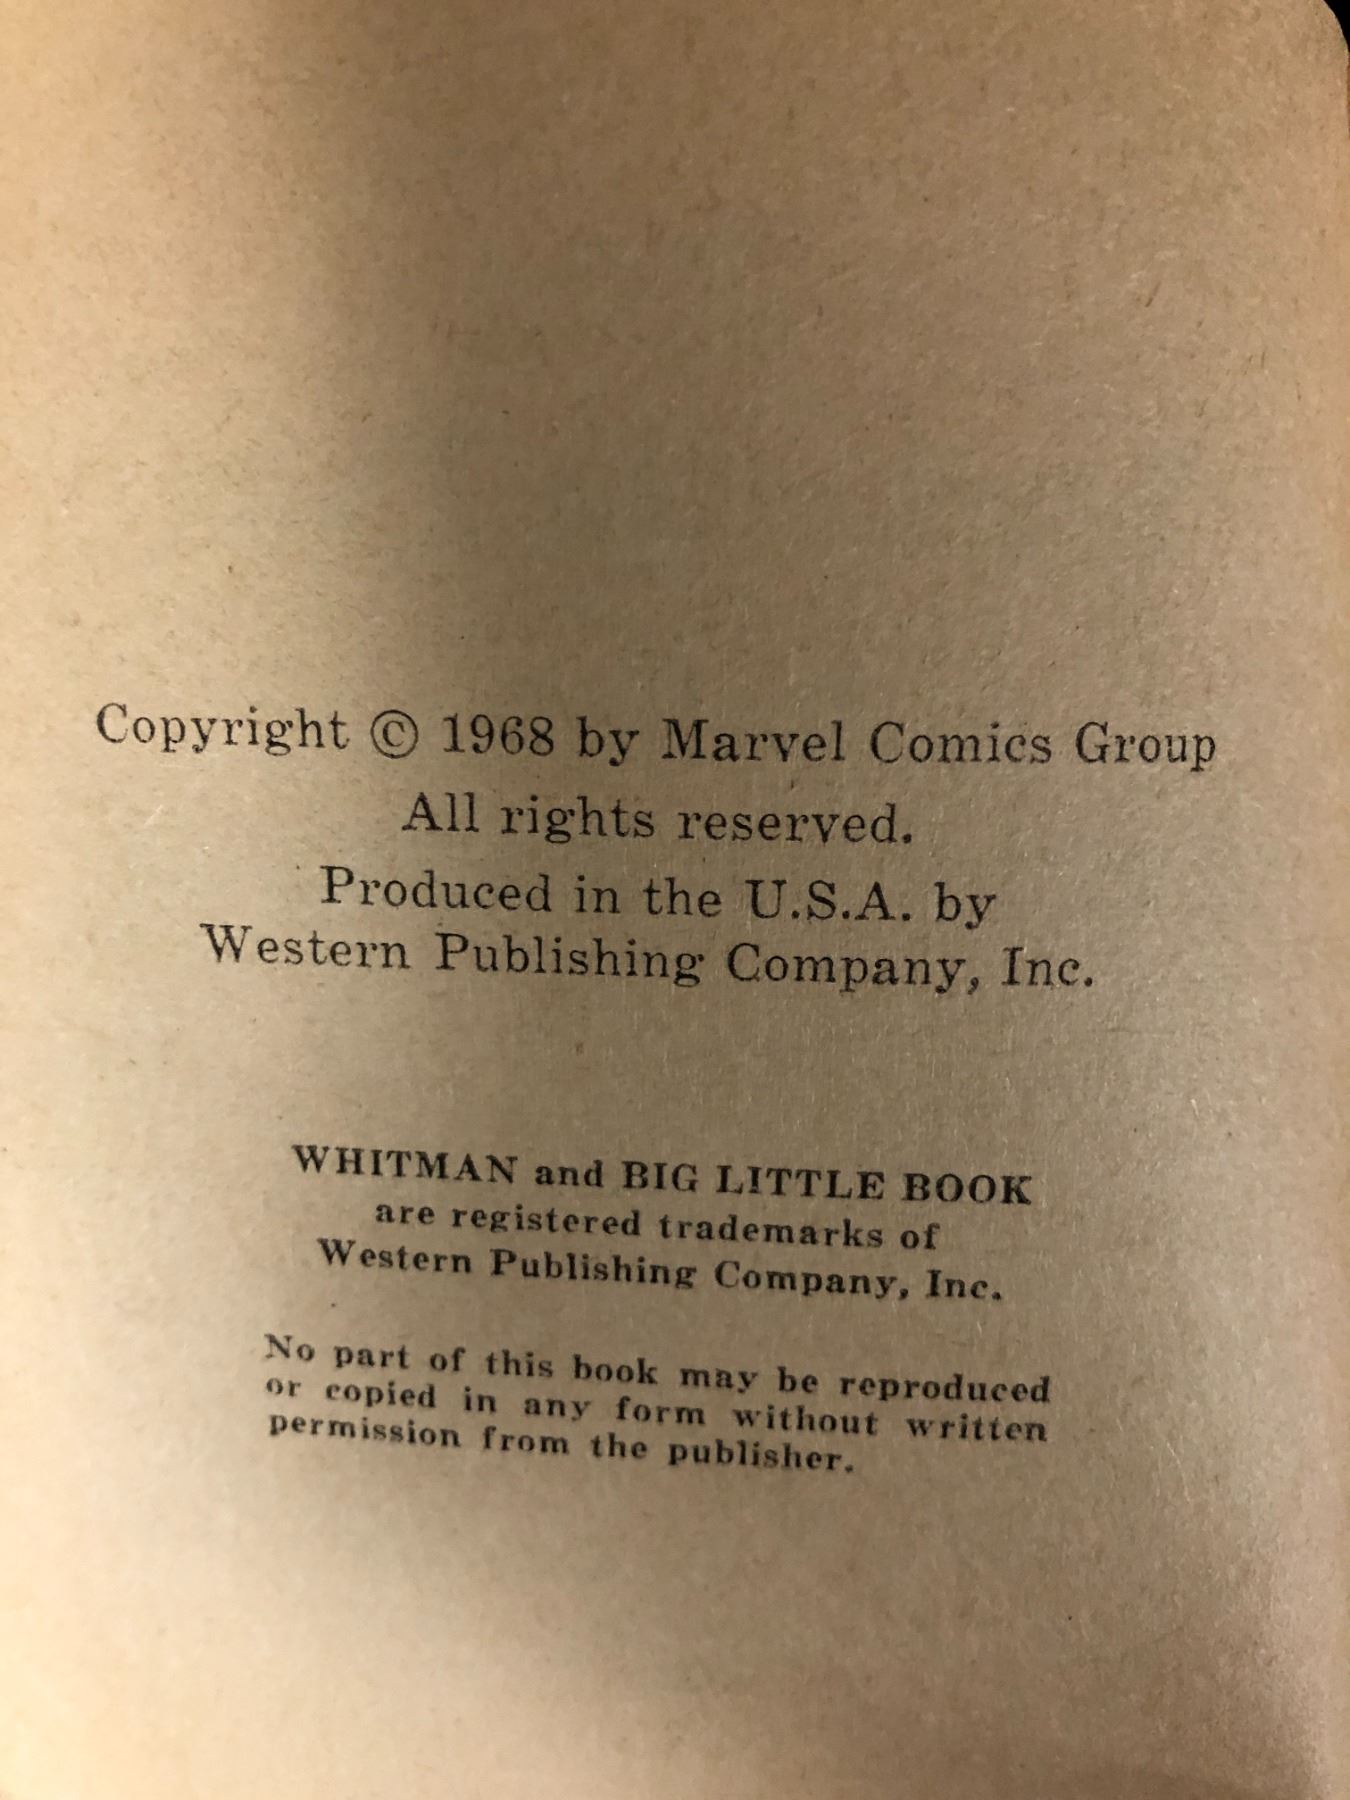 Copyright © 1968 by Marvel Comics Group
All rights reserved.
Produced in the U.S.A. by
Western Publishing Company, Inc.
WHITMAN and BIG LITTLE BOOK
are registered trademarks of
Western Publishing Company, Inc.
No part of this book may be reproduced
or copied in any form without written
permission from the publisher.